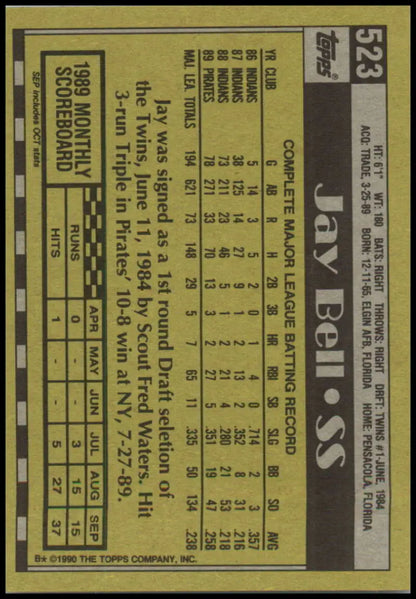 523
Topps
Jay Bell • SS
HT: 6'1" WT: 180 BATS: RIGHT THROWS: RIGHT DRFT: TWINS #1-JUNE, 1984
ACQ: TRADE, 3-25-89 BORN: 12-11-65, ELGIN AFB, FLORIDA HOME: PENSACOLA, FLORIDA
COMPLETE MAJOR LEAGUE BATTING RECORD
YR CLUB G AB R H 2B 3B HR RBI SB SLG BB SO AVG
86 INDIANS 5 14 3 5 2 0 1 4 0 .714 2 3 .357
87 INDIANS 38 125 14 27 9 1 2 13 2 .352 8 31 .216
88 INDIANS 73 211 23 46 5 1 2 21 4 .280 21 53 .218
89 PIRATES 78 271 33 70 13 3 2 27 5 .351 19 47 .258
MAJ. LEA. TOTALS 194 621 73 148 29 5 7 65 11 .335 50 134 .238
Jay was signed as a 1st round Draft seletion of
the Twins, June 11, 1984 by Scout Fred Waters. Hit
3-run Triple in Pirates' 10-8 win at NY, 7-27-89.
1989 MONTHLY
SCOREBOARD
SEP includes OCT stats
APR MAY JUN JUL AUG SEP
RUNS 0 - - 3 15 15
HITS 1 - - 5 27 37
B* ©1990 THE TOPPS COMPANY, INC.